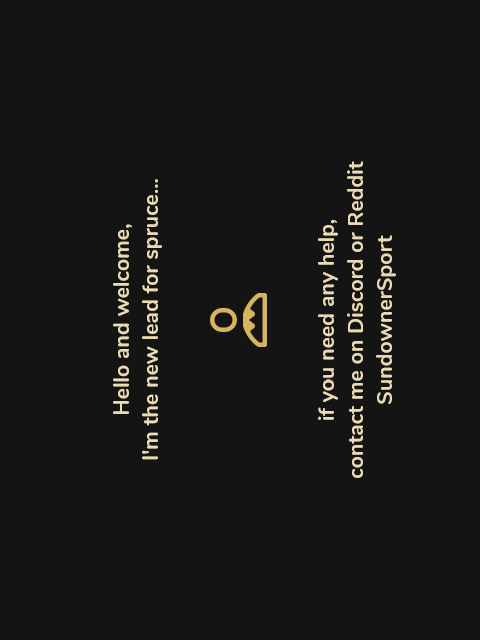 Hello and welcome,
I'm the new lead for spruce...
if you need any help,
contact me on Discord or Reddit
SundownerSport